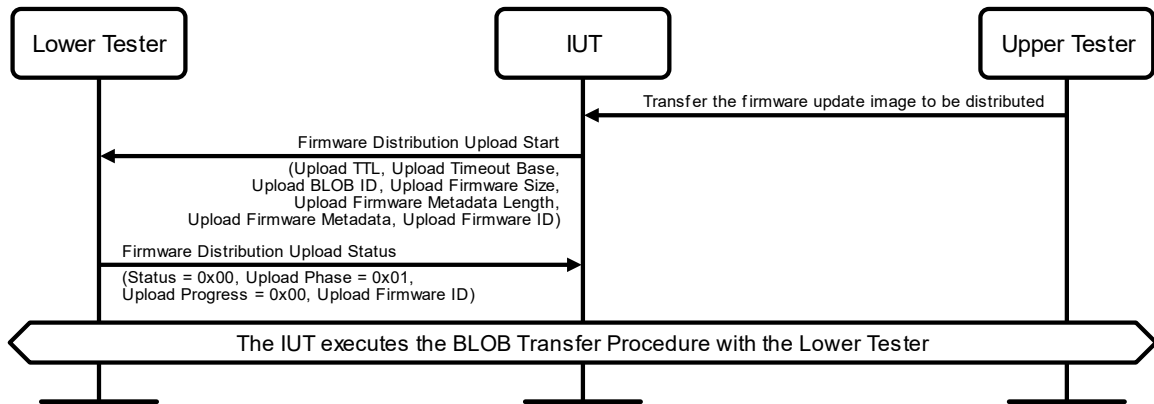 Lower Tester
IUT
Upper Tester
Transfer the firmware update image to be distributed
Firmware Distribution Upload Start
(Upload TTL, Upload Timeout Base,
Upload BLOB ID, Upload Firmware Size,
Upload Firmware Metadata Length,
Upload Firmware Metadata, Upload Firmware ID)
Firmware Distribution Upload Status
(Status = 0x00, Upload Phase = 0x01,
Upload Progress = 0x00, Upload Firmware ID)
The IUT executes the BLOB Transfer Procedure with the Lower Tester